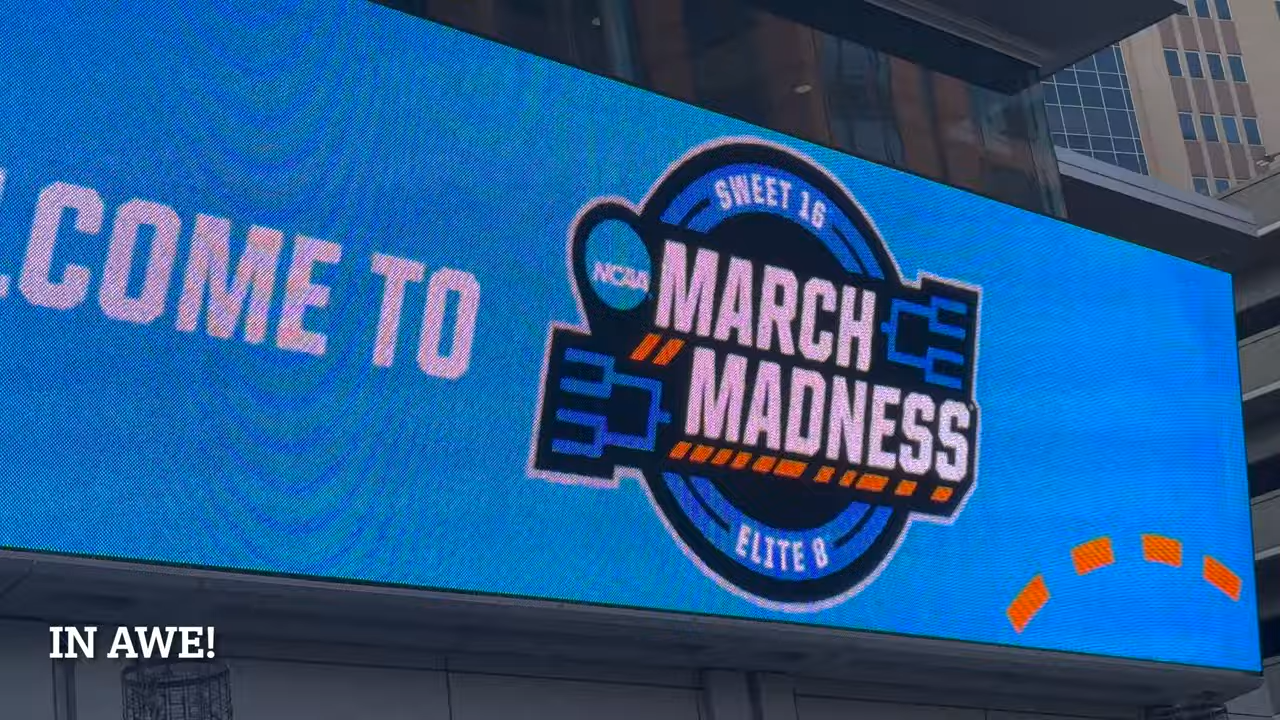 LCOME TO
SWEET 16
NCAA
MARCH
MADNESS
ELITE 8
IN AWE!